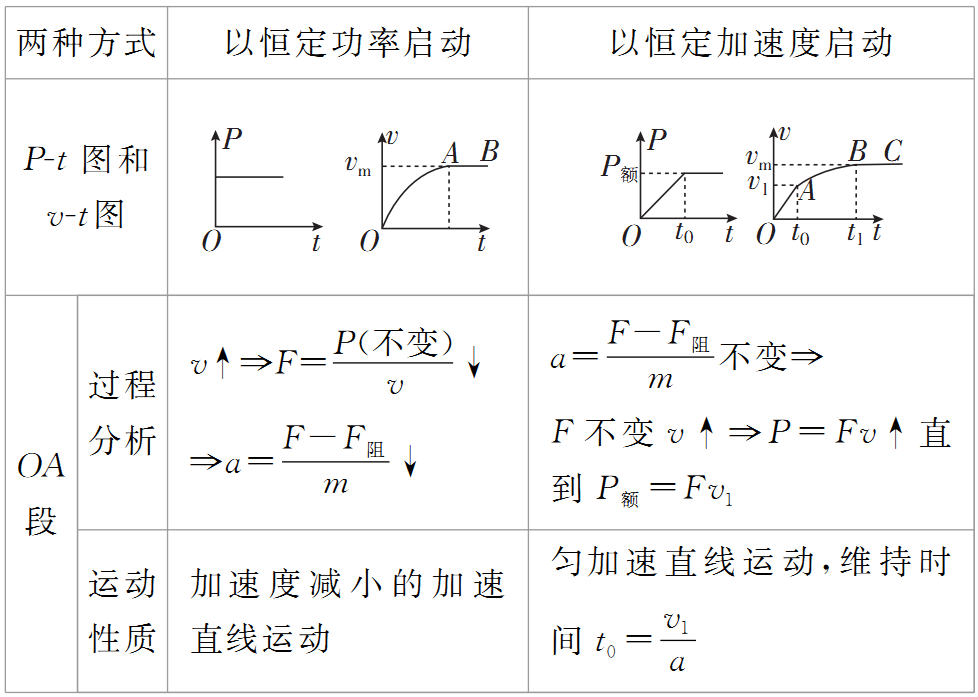 两种方式 以恒定功率启动 以恒定加速度启动
P-t 图和
v-t图
P
O
t
v
vₘ
A
B
O
t
P
P额
O
t₀
t
v
vₘ
v₁
A
B
C
O
t₀
t₁
t
OA
段
过程
分析
v↑⇒F=P(不变)/v↓
⇒a=(F-F阻)/m↓
a=(F-F阻)/m不变⇒
F 不变 v↑⇒P=Fv↑直
到 P额=Fv₁
运动
性质
加速度减小的加速
直线运动
匀加速直线运动,维持时
间 t₀=v₁/a